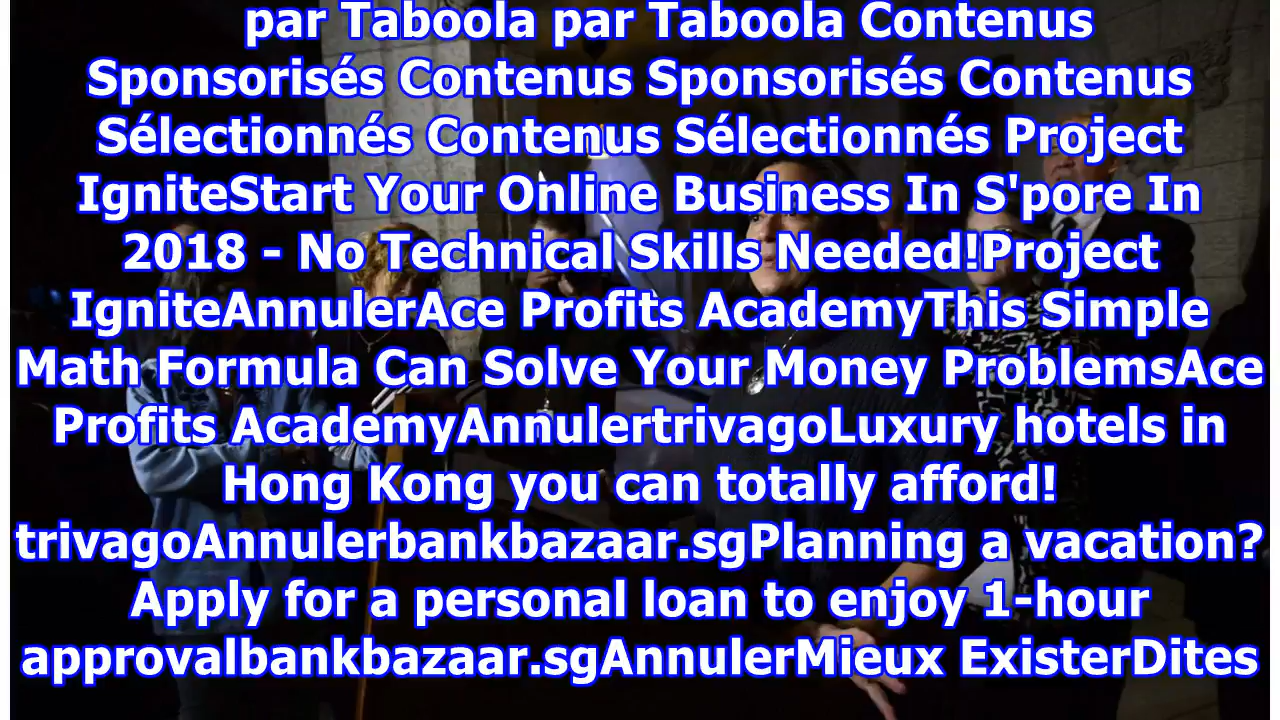 par Taboola par Taboola Contenus
Sponsorisés Contenus Sponsorisés Contenus
Sélectionnés Contenus Sélectionnés Project
IgniteStart Your Online Business In S'pore In
2018 - No Technical Skills Needed!Project
IgniteAnnulerAce Profits AcademyThis Simple
Math Formula Can Solve Your Money ProblemsAce
Profits AcademyAnnulertrivagoLuxury hotels in
Hong Kong you can totally afford!
trivagoAnnulerbankbazaar.sgPlanning a vacation?
Apply for a personal loan to enjoy 1-hour
approvalbankbazaar.sgAnnulerMieux ExisterDites